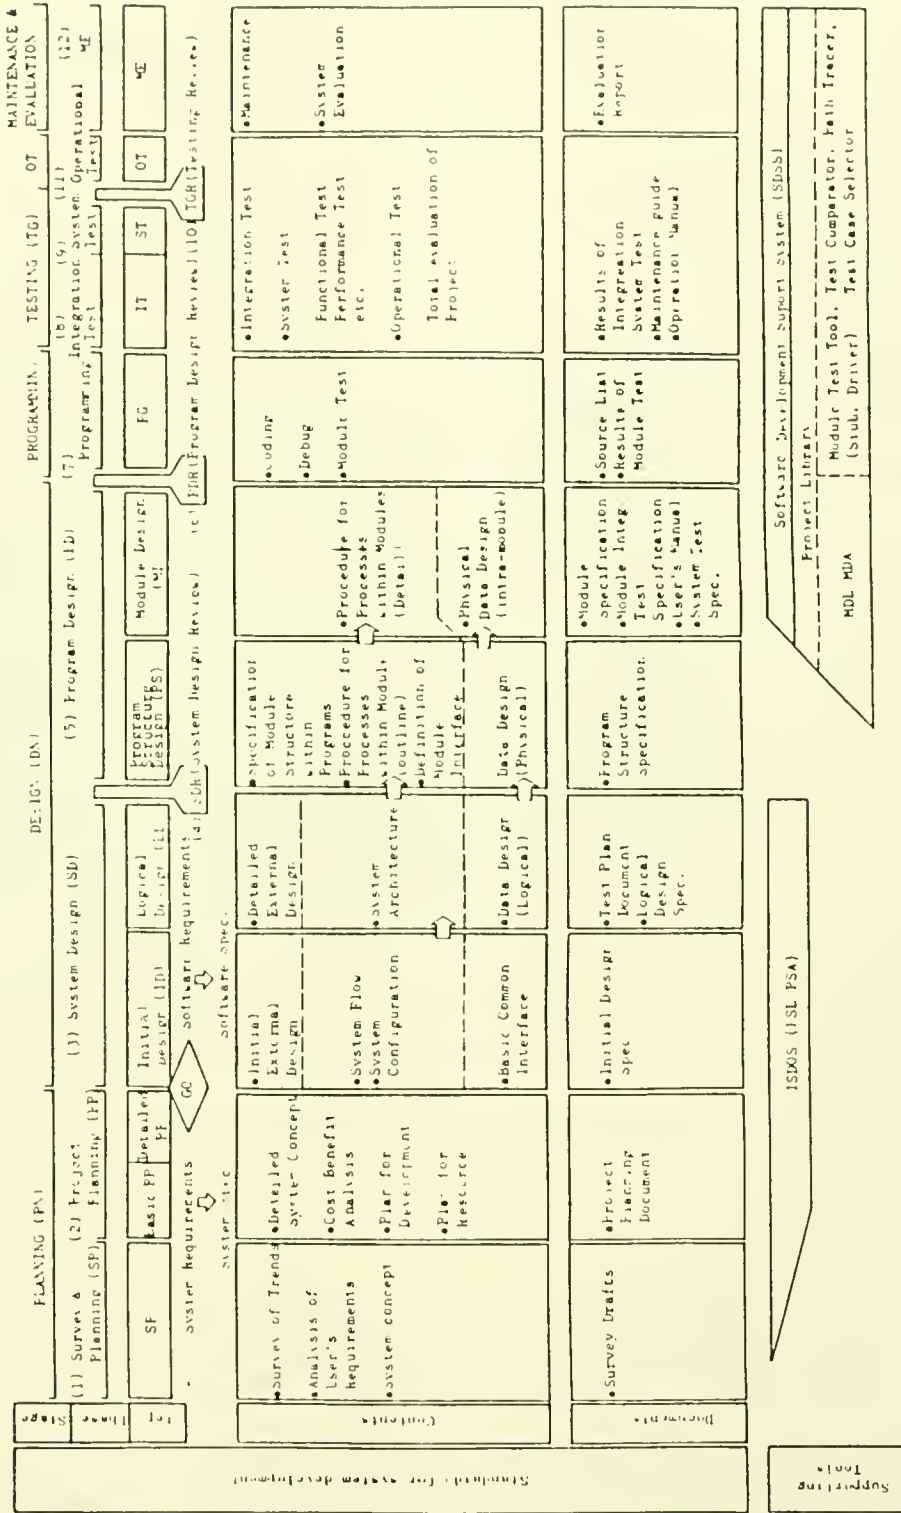 PLANNING (PN)
DESIGN (DN)
PROGRAMMING
TESTING (TG)
OT
MAINTENANCE &
EVALUATION
(1) Survey &
Planning (SP)
(2) Project
Planning (PP)
(3) System Design (SD)
(5) Program Design (PD)
(7)
Programming
(8)
Integration
Test
(9)
System
Test
(11)
Operational
Test
(12)
ME
SP
Basic PP
Detailed
PP
Initial
Design (ID)
Logical
Design (LD)
Program
Structure
Design (PS)
Module Design
PG
IT
ST
OT
ME
System Requirements
GO
Software Requirements
(4) SDR(System Design Review)
PDR(Program Design Review)
(10) TGR(Testing Review)
Software Spec.
•Survey of Trends
•Analysis of
User's
Requirements
•System concept
•Detailed
System Concept
•Cost Benefit
Analysis
•Plan for
Development
•Plan for
Resource
•Initial
External
Design
•System Flow
•System
Configuration
•Basic Common
Interface
•Detailed
External
Design
•System
Architecture
•Data Design
(Logical)
•Specification
of Module
Structore
within
Programs
•Proccedure for
Processes
within Module
(outline)
•Definition of
Module
Interface
Data Design
(Physical)
•Procedure for
Processes
within Modules
(Detail)
•Physical
Data Design
(intra-module)
•Coding
•Debug
•Module Test
•Integration Test
•System Test
Functional Test
Performance Test
etc.
•Operational Test
Total evaluation of
Project
•Maintenance
•System
Evaluation
•Survey Drafts
•Project
Planning
Document
•Initial Design
Spec
•Test Plan
Document
•Logical
Design
Spec.
•Program
Structure
Specification
•Module
Specification
•Module Integ.
Test
Specification
•User's Manual
•System Test
Spec.
•Source List
•Results of
Module Test
•Results of
Integreation
System Test
•Maintenance guide
•Operation Manual
•Evaluation
Report
Stage
Phase
Contents
Documents
Standards for system development
Supporting
Tools
ISDOS (PSL PSA)
Software Development Support System (SDSS)
Project Library
MDL MDA
Module Test Tool, Test Cumparator, Path Tracer,
(Stub, Driver) Test Case Selector